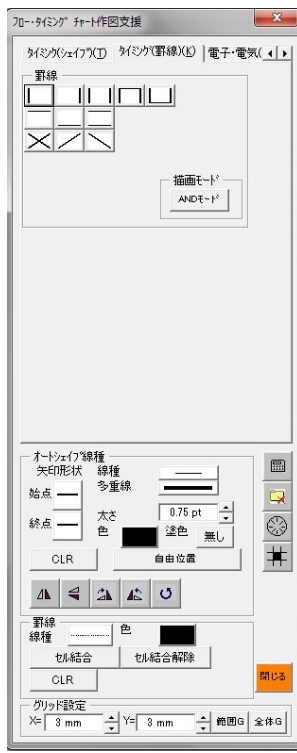 フロー・タイミング チャート作図支援
タイミング(シェイプ)(T) タイミング(罫線)(K) 電子・電気(
罫線
描画モード
ANDモード
オートシェイプ線種
矢印形状 線種
多重線
始点
太さ 0.75 pt
終点 色 塗色 無し
CLR 自由位置
罫線
線種 色
セル結合 セル結合解除
CLR
閉じる
グリッド設定
X= 3 mm Y= 3 mm 範囲G 全体G